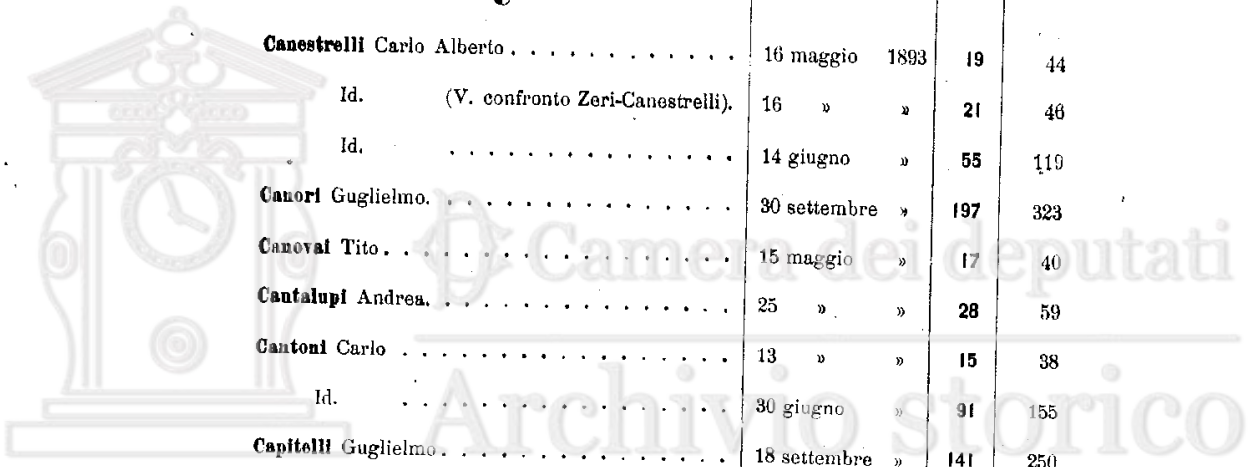 Canestrelli Carlo Alberto . . . . . . . . . . . . . 16 maggio 1893 19 44
Id. (V. confronto Zeri-Canestrelli). 16 » » 21 46
Id. . . . . . . . . . . . . . . . . 14 giugno » 55 119
Canori Guglielmo. . . . . . . . . . . . . . . . 30 settembre » 197 323
Canovai Tito . . . . . . . . . . . . . . . . . . . 15 maggio » 17 40
Cantalupi Andrea. . . . . . . . . . . . . . . . 25 » » 28 59
Cantoni Carlo . . . . . . . . . . . . . . . . . 13 » » 15 38
Id. . . . . . . . . . . . . . . . . . 30 giugno » 91 155
Capitelli Guglielmo . . . . . . . . . . . . . . . 18 settembre » 141 250
Camera dei deputati
Archivio storico